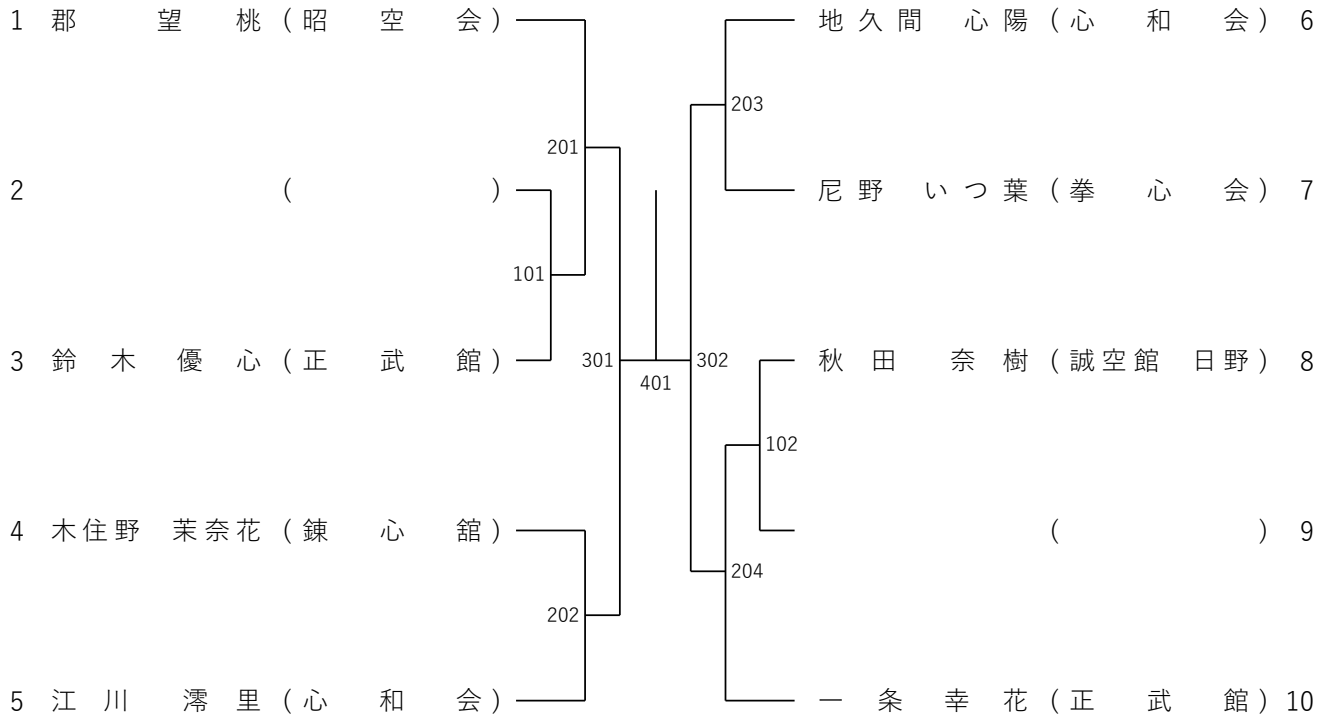 1 郡 望 桃 ( 昭 空 会 )
地 久 間 心 陽 ( 心 和 会 ) 6
203
201
2 ( )
尼 野 い つ 葉 ( 拳 心 会 ) 7
101
3 鈴 木 優 心 ( 正 武 館 )
301
302
401
秋 田 奈 樹 ( 誠空館 日野 ) 8
102
4 木住野 茉奈花 ( 錬 心 舘 )
( ) 9
204
202
5 江 川 澪 里 ( 心 和 会 )
一 条 幸 花 ( 正 武 館 ) 10